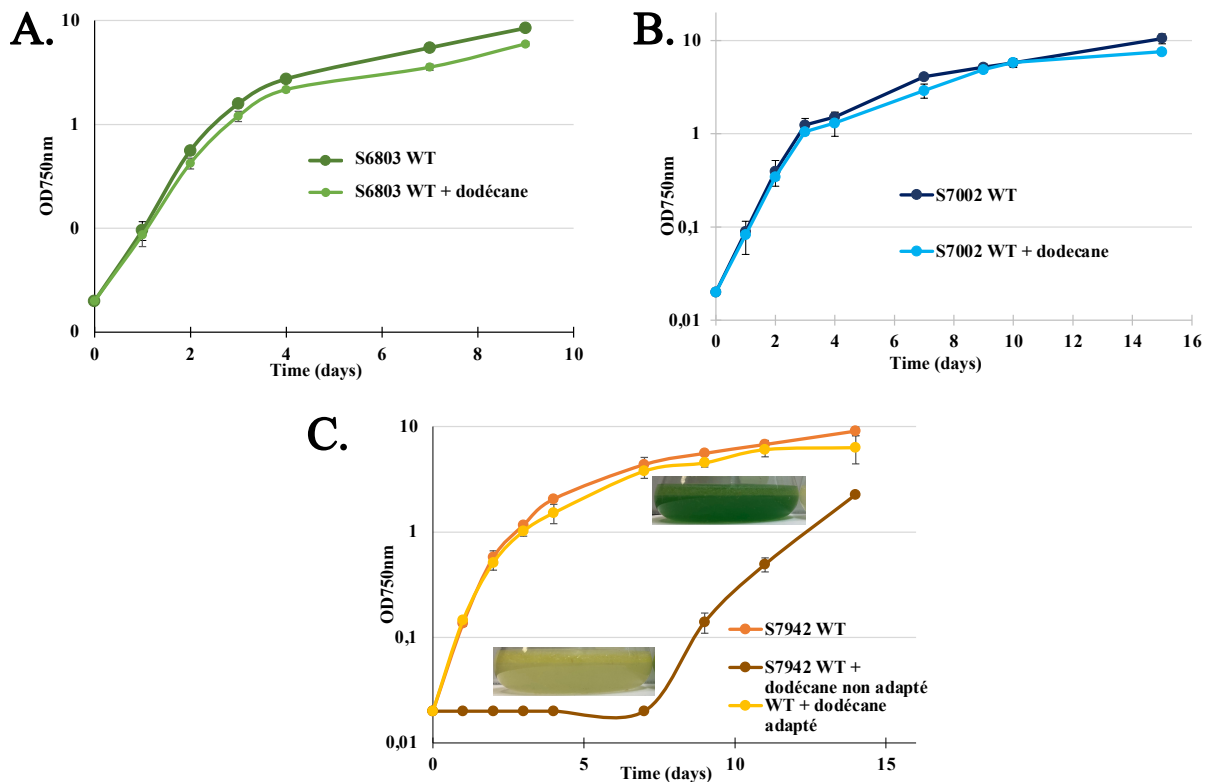 A.
10
1
0
0
OD750nm
S6803 WT
S6803 WT + dodécane
0 2 4 6 8 10
Time (days)
B.
10
1
0,1
0,01
OD750nm
S7002 WT
S7002 WT + dodecane
0 2 4 6 8 10 12 14 16
Time (days)
C.
10
1
0,1
0,01
OD750nm
S7942 WT
S7942 WT +
dodécane non adapté
WT + dodécane
adapté
0 5 10 15
Time (days)